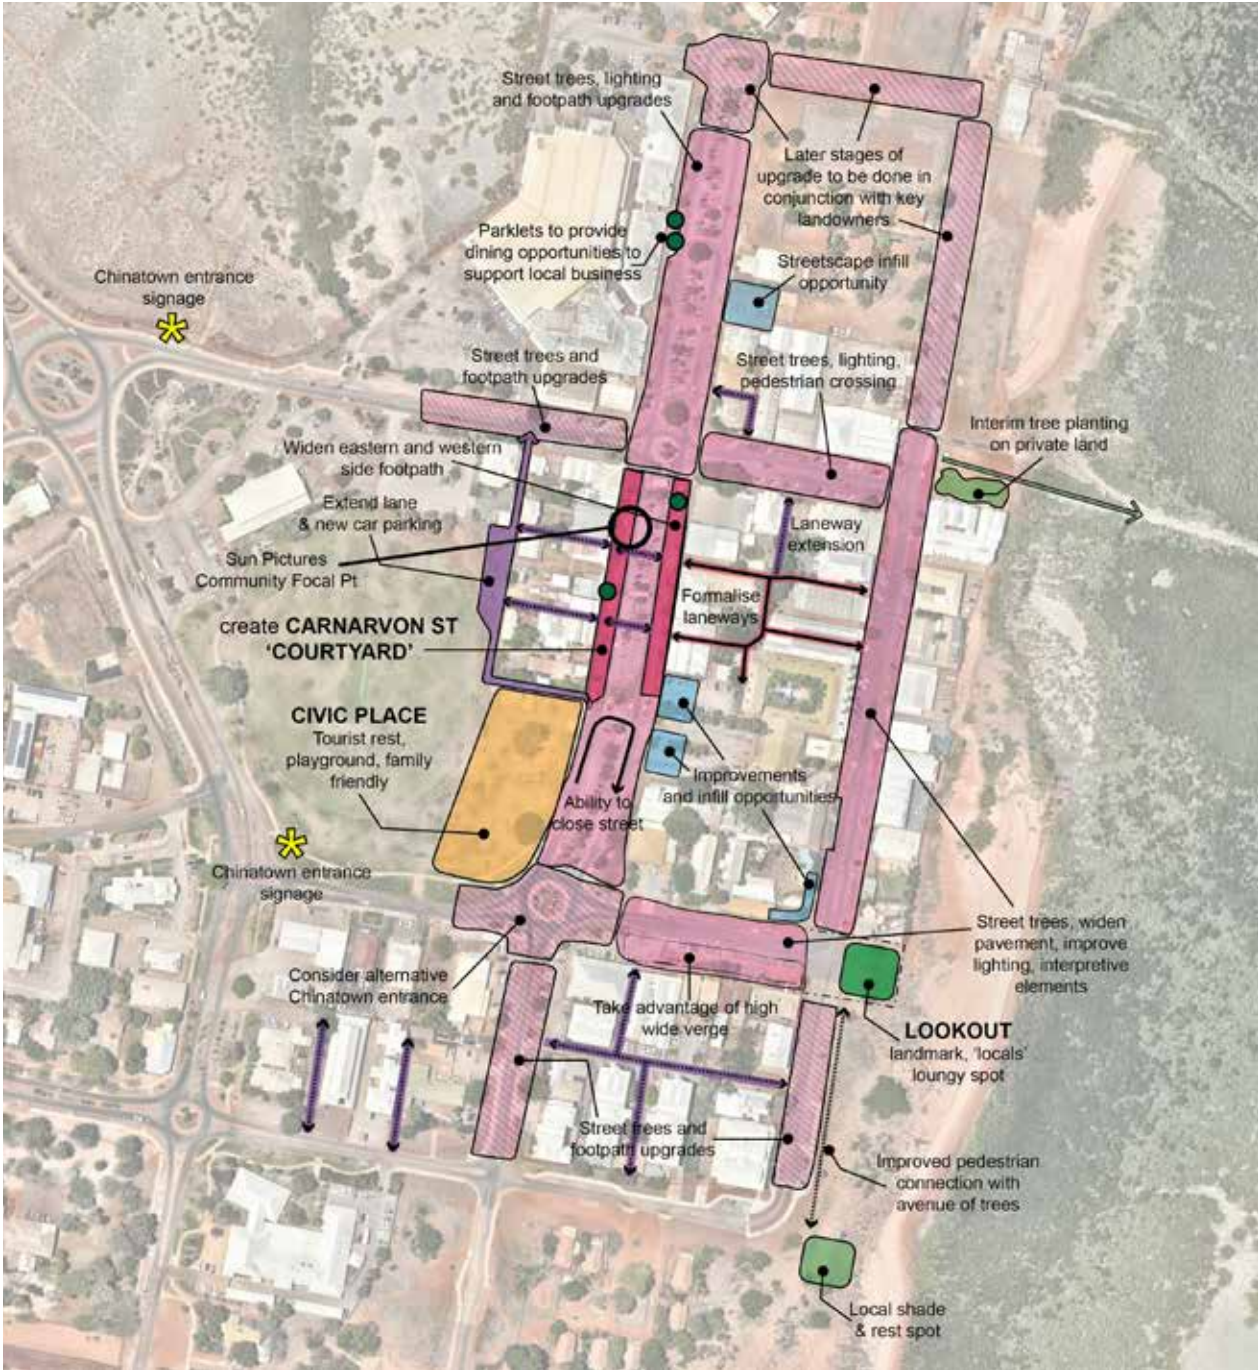 Street trees, lighting
and footpath upgrades
Later stages of
upgrade to be done in
conjunction with key
landowners
Parklets to provide
dining opportunities to
support local business
Streetscape infill
opportunity
Chinatown entrance
signage
Street trees and
footpath upgrades
Street trees, lighting,
pedestrian crossing
Interim tree planting
on private land
Widen eastern and western
side footpath
Extend lane
& new car parking
Laneway
extension
Sun Pictures
Community Focal Pt
Formalise
laneways
create CARNARVON ST
'COURTYARD'
CIVIC PLACE
Tourist rest,
playground, family
friendly
Improvements
and infill opportunities
Ability to
close street
Chinatown entrance
signage
Street trees, widen
pavement, improve
lighting, interpretive
elements
Consider alternative
Chinatown entrance
Take advantage of high
wide verge
LOOKOUT
landmark, 'locals'
loungy spot
Street trees and
footpath upgrades
Improved pedestrian
connection with
avenue of trees
Local shade
& rest spot